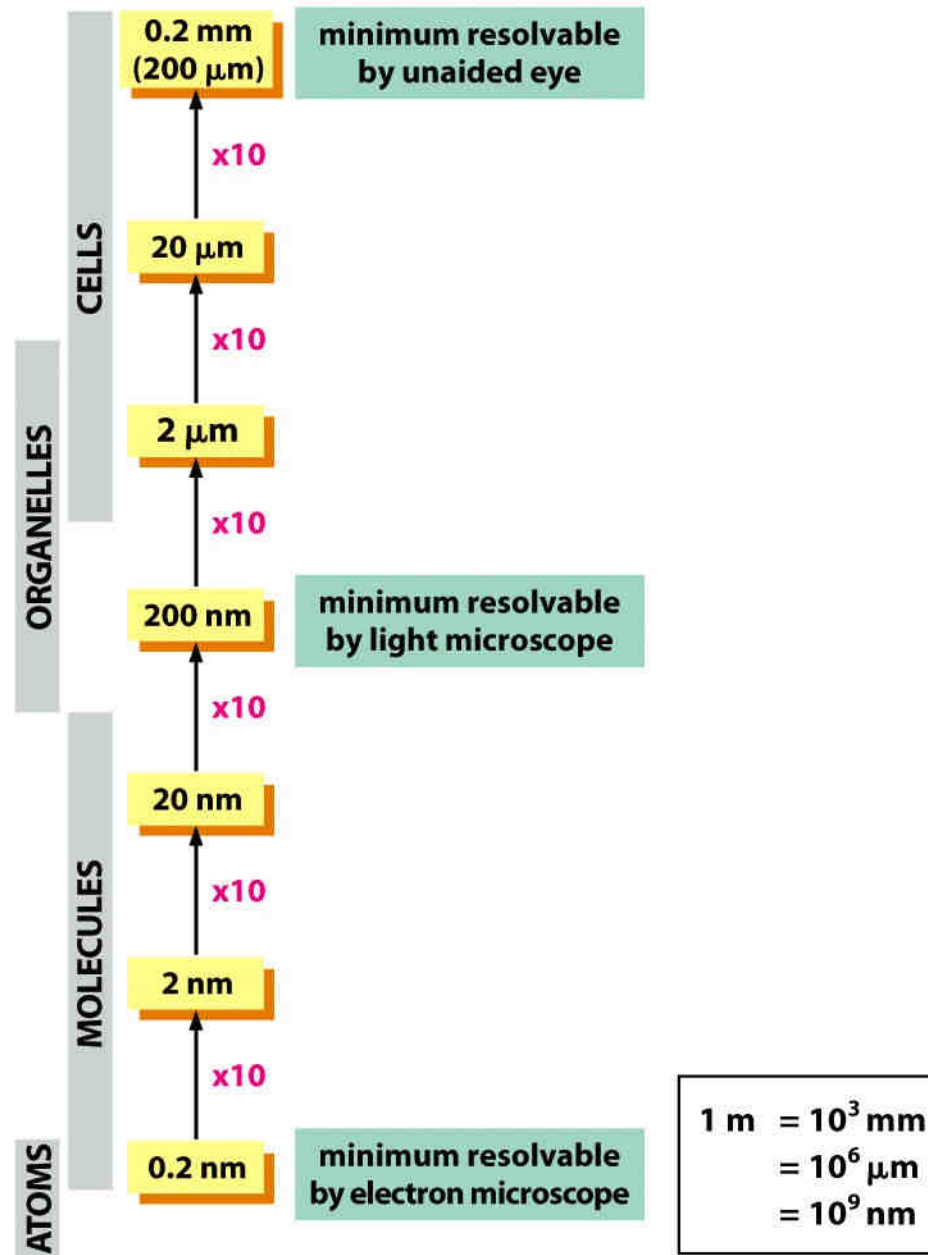 0.2 mm
(200 μm)
minimum resolvable
by unaided eye
x10
CELLS
20 μm
x10
ORGANELLES
2 μm
x10
200 nm
minimum resolvable
by light microscope
x10
20 nm
MOLECULES
x10
2 nm
x10
ATOMS
0.2 nm
minimum resolvable
by electron microscope
1 m = 10³ mm
= 10⁶ μm
= 10⁹ nm